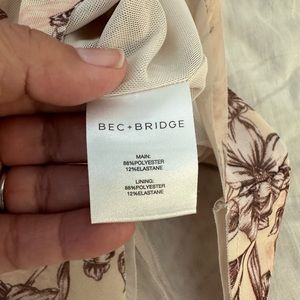 BEC+BRIDGE
MAIN:
88%POLYESTER
12%ELASTANE
LINING:
88%POLYESTER
12%ELASTANE